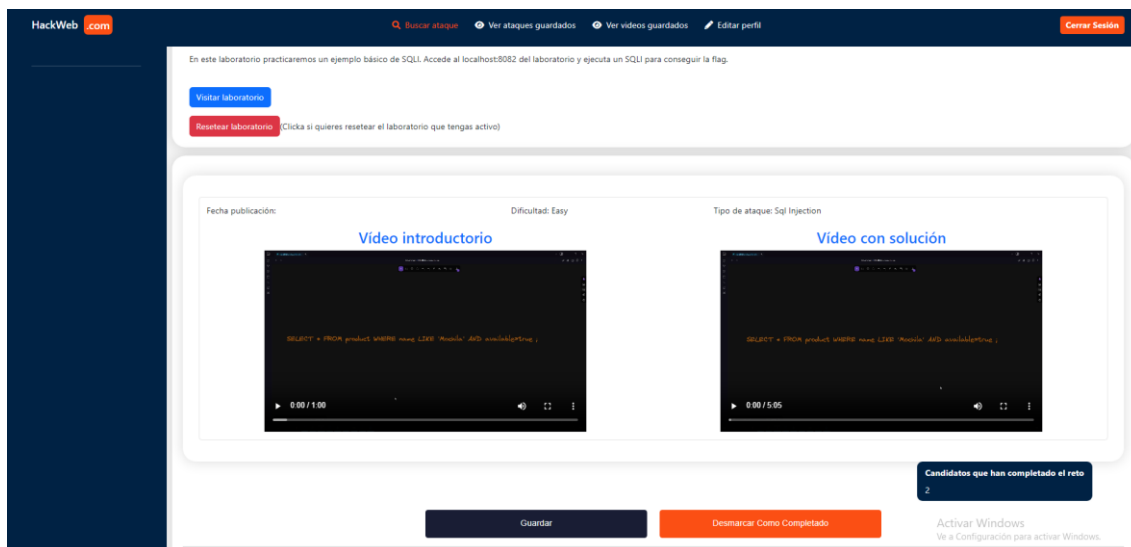 HackWeb .com
Buscar ataque Ver ataques guardados Ver videos guardados Editar perfil Cerrar Sesión
En este laboratorio practicaremos un ejemplo básico de SQLI. Accede al localhost:8082 del laboratorio y ejecuta un SQLI para conseguir la flag.
Visitar laboratorio
Resetear laboratorio (Clicka si quieres resetear el laboratorio que tengas activo)
Fecha publicación: Dificultad: Easy Tipo de ataque: Sql Injection
Vídeo introductorio Vídeo con solución
SELECT * FROM product WHERE name LIKE 'Mochila' AND available=true ; SELECT * FROM product WHERE name LIKE 'Mochila' AND available=true ;
0:00 / 1:00 0:00 / 5:05
Candidatos que han completado el reto
2
Guardar Desmarcar Como Completado
Activar Windows
Ve a Configuración para activar Windows.